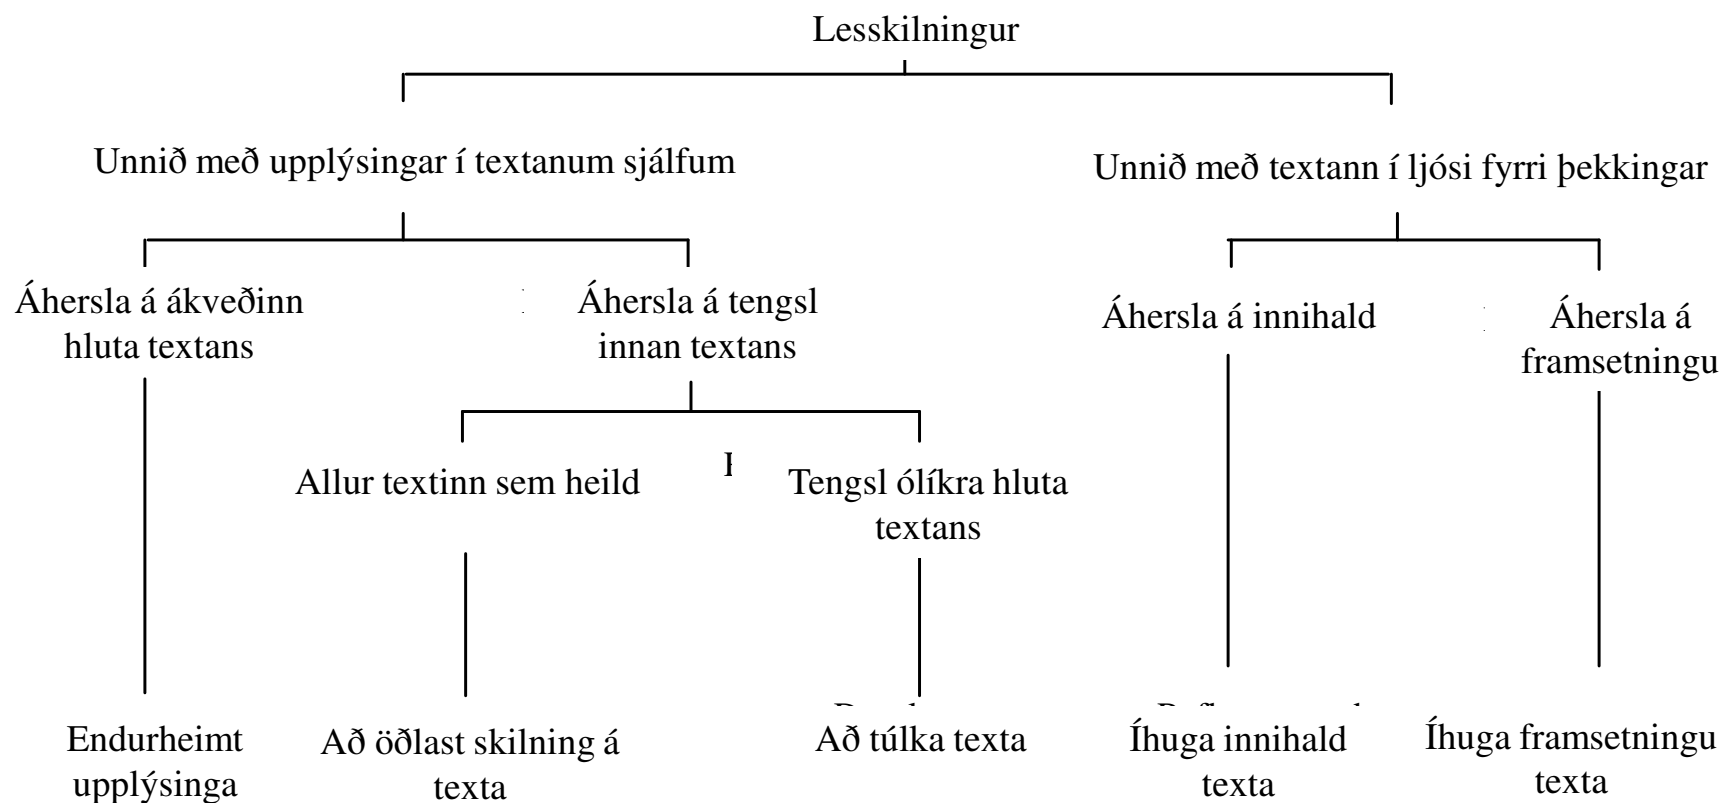 Lesskilningur
Unnið með upplýsingar í textanum sjálfum
Unnið með textann í ljósi fyrri þekkingar
Áhersla á ákveðinn
hluta textans
Áhersla á tengsl
innan textans
Áhersla á innihald
Áhersla á
framsetningu
Allur textinn sem heild
Tengsl ólíkra hluta
textans
Endurheimt
upplýsinga
Að öðlast skilning á
texta
Að túlka texta
Íhuga innihald
texta
Íhuga framsetningu
texta